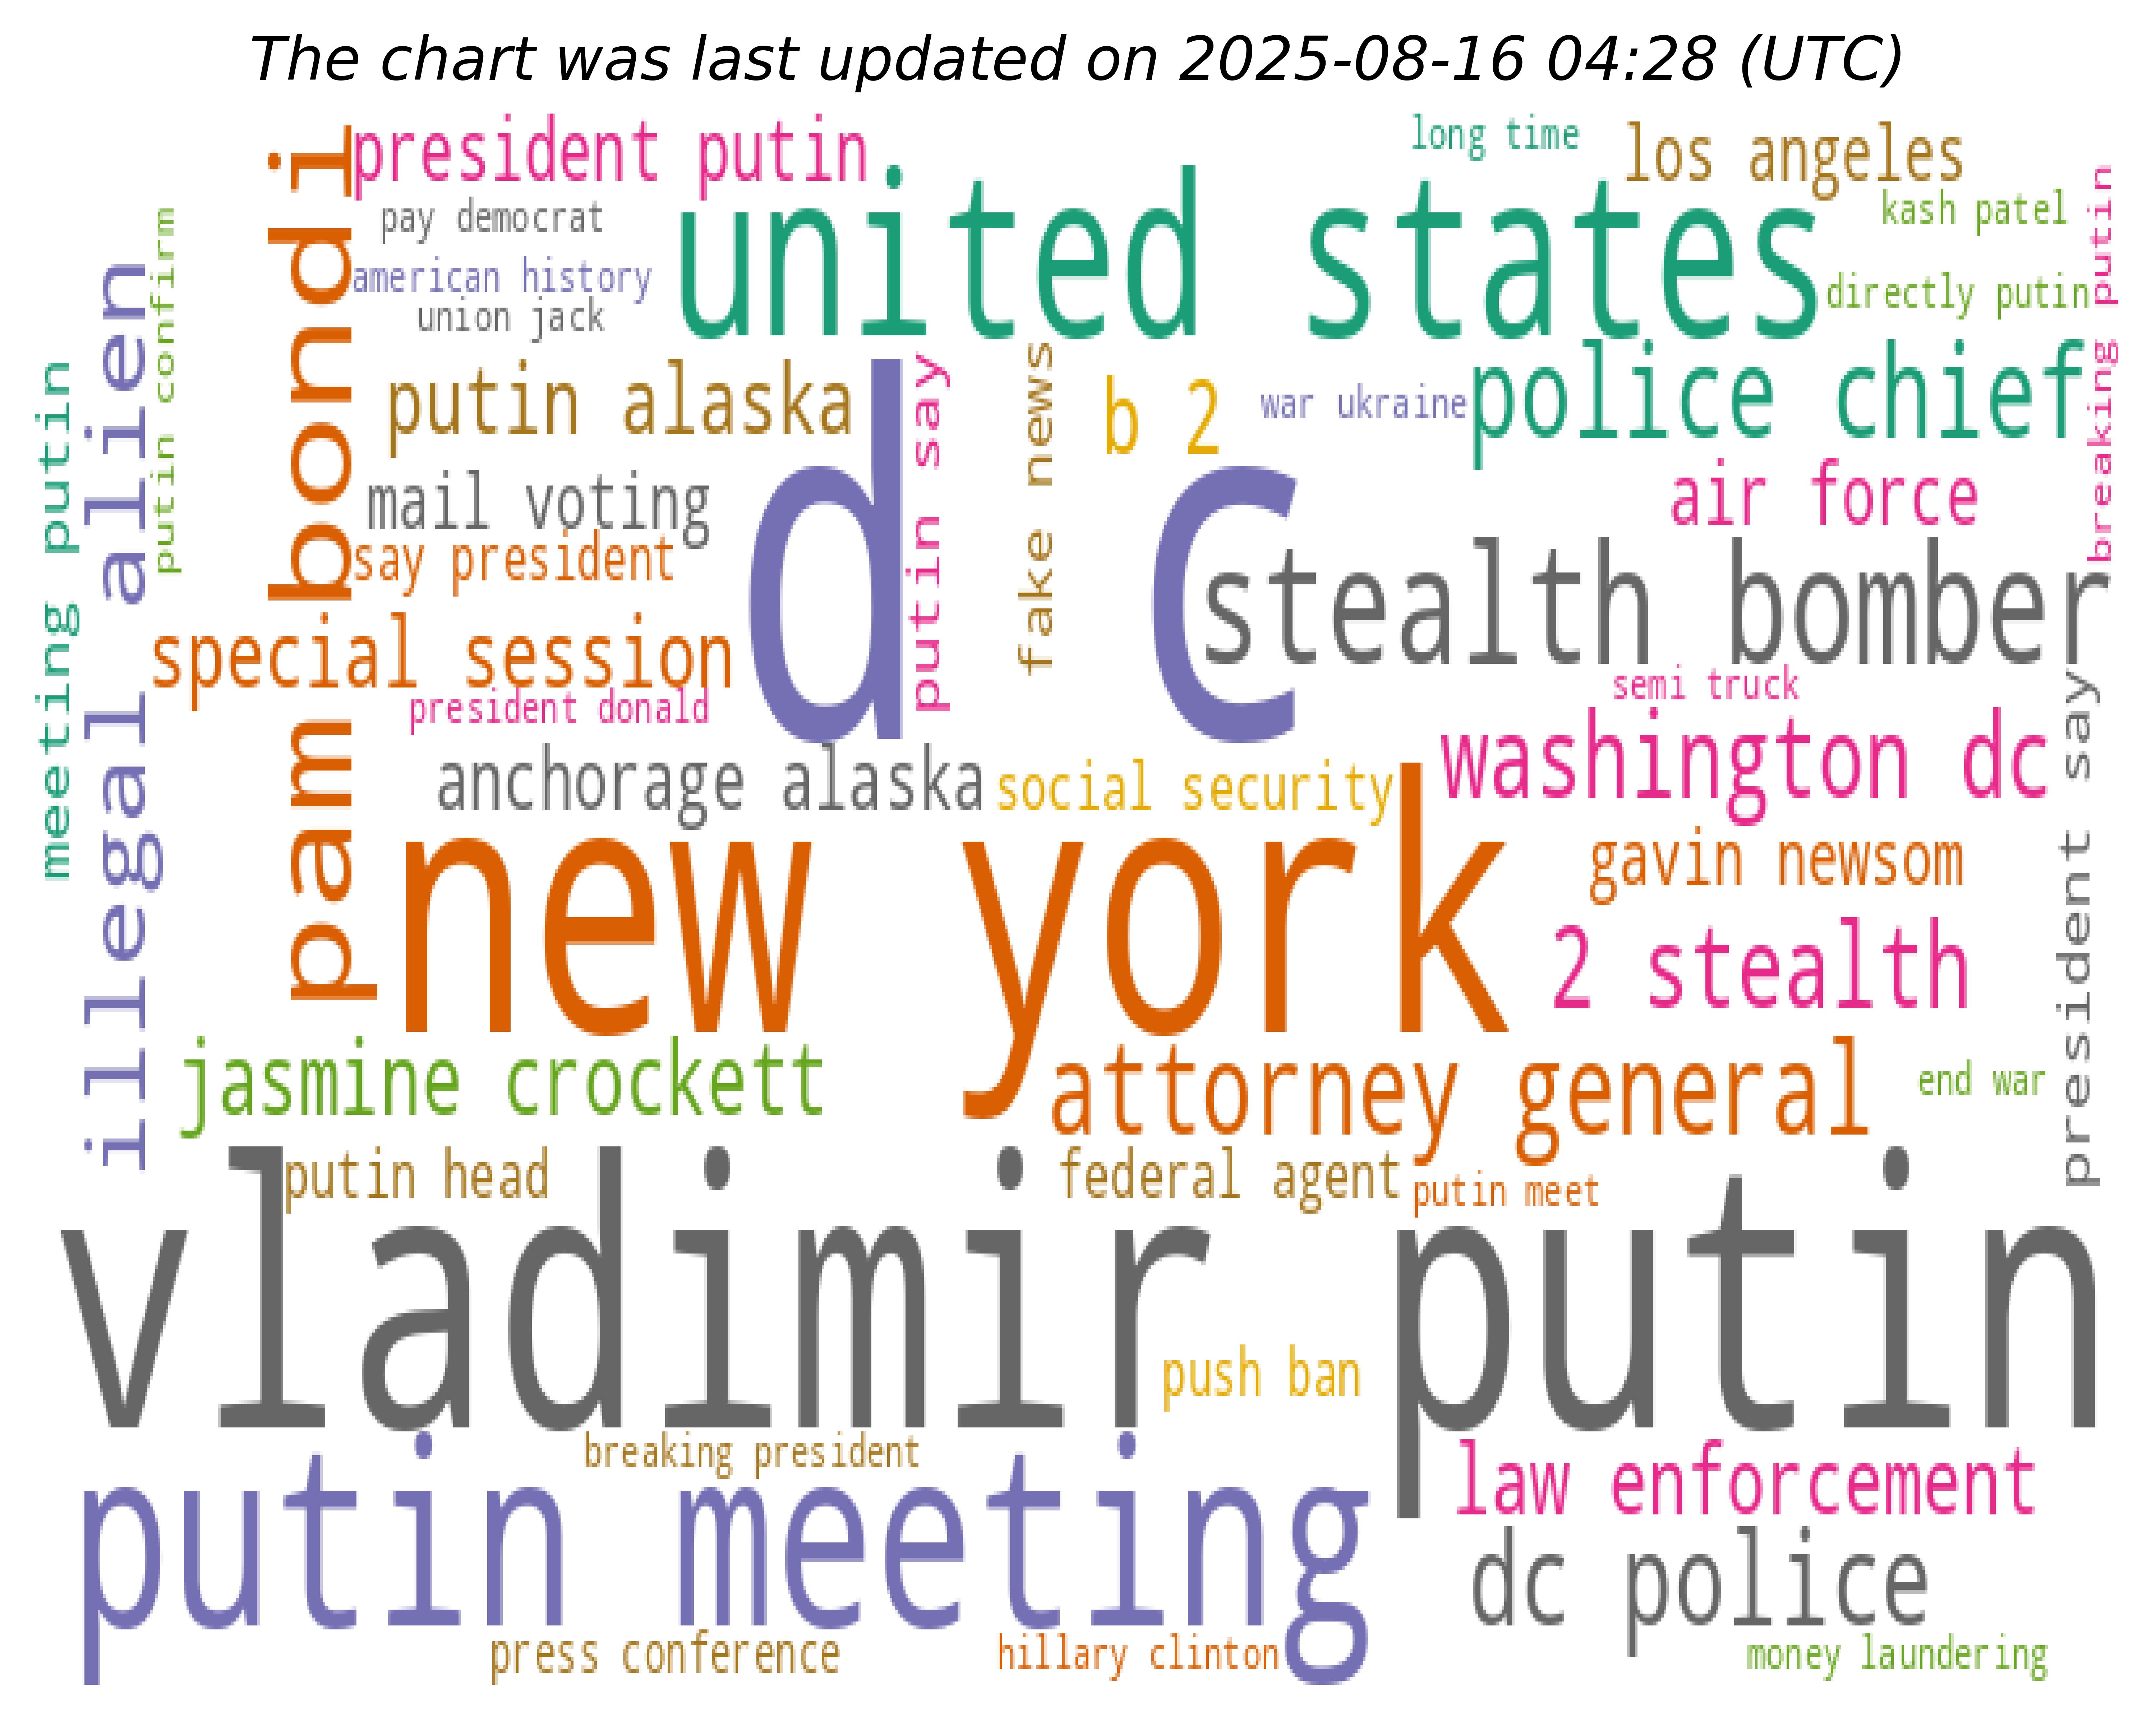 The chart was last updated on 2025-08-16 04:28 (UTC)
president putin
long time
los angeles
pay democrat
united states
kash patel
american history
union jack
directly putin
breaking putin
putin confirm
illegal alien
meeting putin
pam bondi
putin alaska
d c
putin say
fake news
b 2
war ukraine
police chief
mail voting
air force
say president
stealth bomber
special session
president donald
semi truck
anchorage alaska
social security
washington dc
president say
new york
gavin newsom
2 stealth
jasmine crockett
attorney general
end war
putin head
federal agent
putin meet
vladimir putin
push ban
breaking president
putin meeting
law enforcement
dc police
press conference
hillary clinton
money laundering